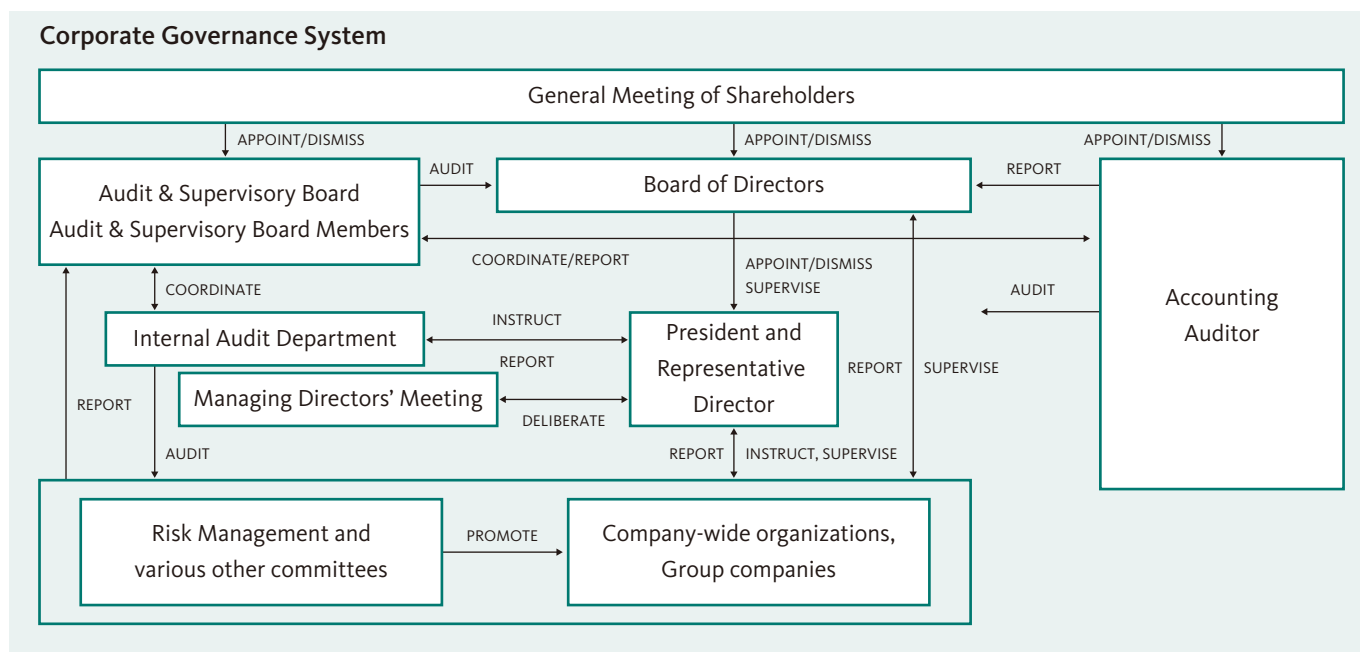 Corporate Governance System
General Meeting of Shareholders
APPOINT/DISMISS
APPOINT/DISMISS
APPOINT/DISMISS
Audit & Supervisory Board
Audit & Supervisory Board Members
AUDIT
Board of Directors
REPORT
COORDINATE/REPORT
APPOINT/DISMISS
SUPERVISE
COORDINATE
AUDIT
Accounting
Auditor
Internal Audit Department
INSTRUCT
REPORT
President and
Representative
Director
REPORT
SUPERVISE
REPORT
Managing Directors’ Meeting
DELIBERATE
AUDIT
REPORT
INSTRUCT, SUPERVISE
Risk Management and
various other committees
PROMOTE
Company-wide organizations,
Group companies